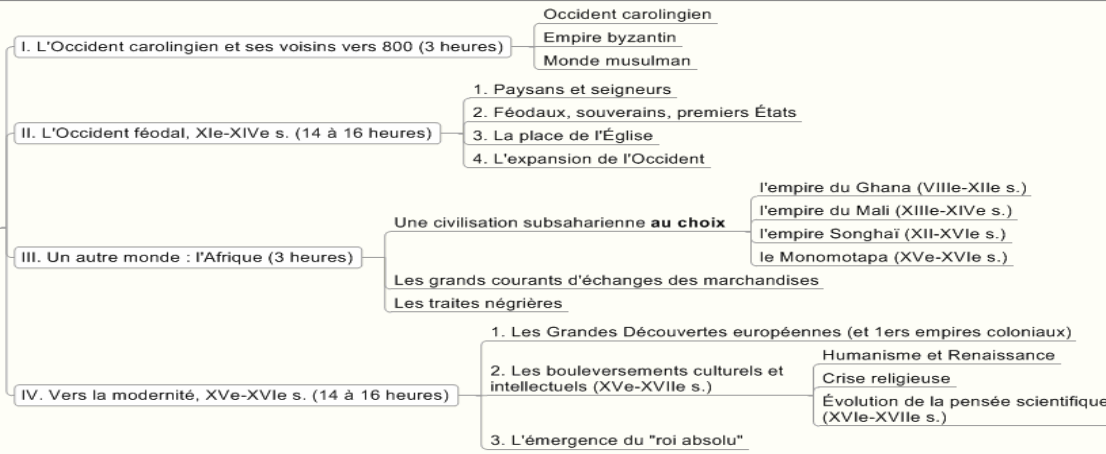 I. L'Occident carolingien et ses voisins vers 800 (3 heures)
Occident carolingien
Empire byzantin
Monde musulman
II. L'Occident féodal, XIe-XIVe s. (14 à 16 heures)
1. Paysans et seigneurs
2. Féodaux, souverains, premiers États
3. La place de l'Église
4. L'expansion de l'Occident
III. Un autre monde : l'Afrique (3 heures)
Une civilisation subsaharienne au choix
l'empire du Ghana (VIIIe-XIIe s.)
l'empire du Mali (XIIIe-XIVe s.)
l'empire Songhaï (XII-XVIe s.)
le Monomotapa (XVe-XVIe s.)
Les grands courants d'échanges des marchandises
Les traites négrières
IV. Vers la modernité, XVe-XVIe s. (14 à 16 heures)
1. Les Grandes Découvertes européennes (et 1ers empires coloniaux)
2. Les bouleversements culturels et
intellectuels (XVe-XVIIe s.)
Humanisme et Renaissance
Crise religieuse
Évolution de la pensée scientifique
(XVIe-XVIIe s.)
3. L'émergence du "roi absolu"